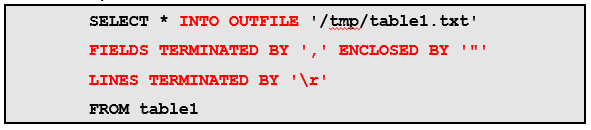 SELECT * INTO OUTFILE '/tmp/table1.txt'
FIELDS TERMINATED BY ',' ENCLOSED BY '"'
LINES TERMINATED BY '\r'
FROM table1